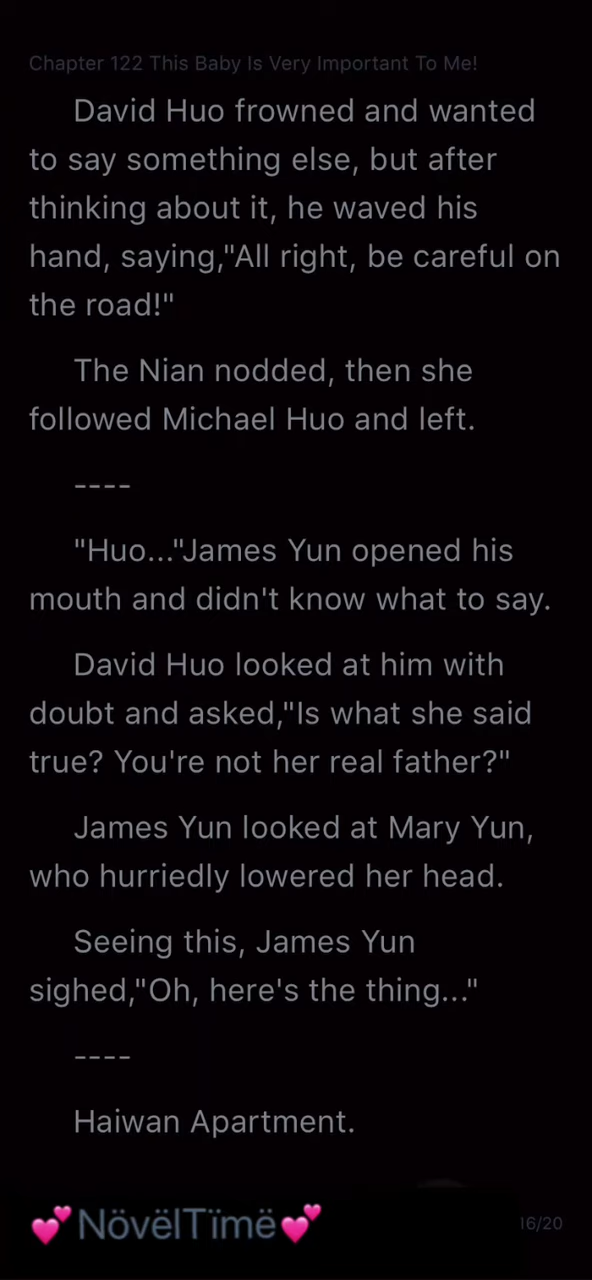 Chapter 122 This Baby Is Very Important To Me!
David Huo frowned and wanted
to say something else, but after
thinking about it, he waved his
hand, saying,"All right, be careful on
the road!"
The Nian nodded, then she
followed Michael Huo and left.
----
"Huo..."James Yun opened his
mouth and didn't know what to say.
David Huo looked at him with
doubt and asked,"Is what she said
true? You're not her real father?"
James Yun looked at Mary Yun,
who hurriedly lowered her head.
Seeing this, James Yun
sighed,"Oh, here's the thing..."
----
Haiwan Apartment.
💕NövëlTïmë💕
16/20